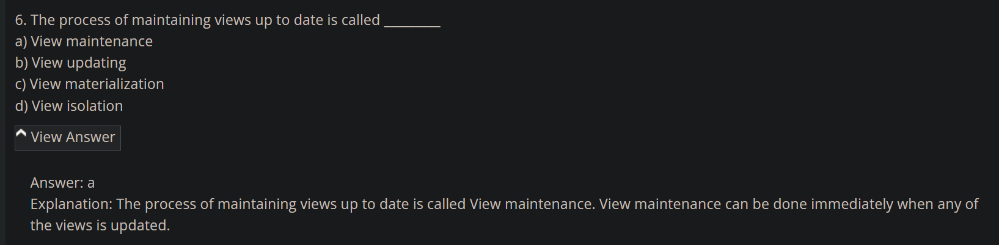 6. The process of maintaining views up to date is called _________
a) View maintenance
b) View updating
c) View materialization
d) View isolation
View Answer
Answer: a
Explanation: The process of maintaining views up to date is called View maintenance. View maintenance can be done immediately when any of
the views is updated.